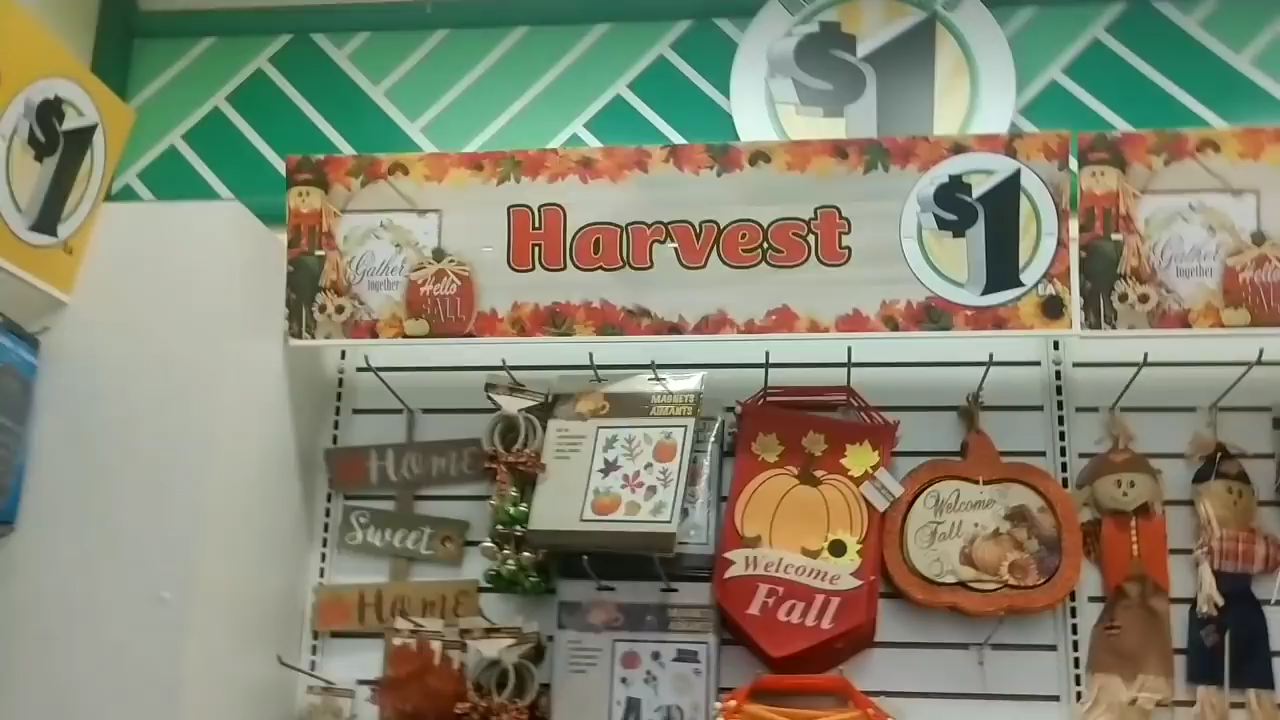 $1
$1
Harvest
$1
Gather
together
Hello
FALL
Gather
together
Hello
FALL
MAGNETS
AIMANTS
HOME
Sweet
HOME
Welcome
Fall
Welcome
Fall